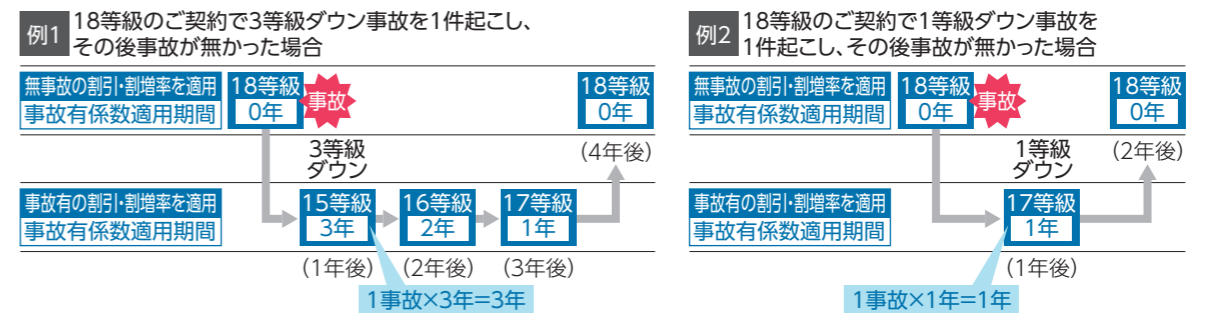 例1
18等級のご契約で3等級ダウン事故を1件起こし、
その後事故が無かった場合
無事故の割引・割増率を適用
事故有係数適用期間
18等級
0年
事故
18等級
0年
3等級
ダウン
(4年後)
事故有の割引・割増率を適用
事故有係数適用期間
15等級
3年
16等級
2年
17等級
1年
(1年後)
(2年後)
(3年後)
1事故×3年=3年
例2
18等級のご契約で1等級ダウン事故を
1件起こし、その後事故が無かった場合
無事故の割引・割増率を適用
事故有係数適用期間
18等級
0年
事故
18等級
0年
1等級
ダウン
(2年後)
事故有の割引・割増率を適用
事故有係数適用期間
17等級
1年
(1年後)
1事故×1年=1年